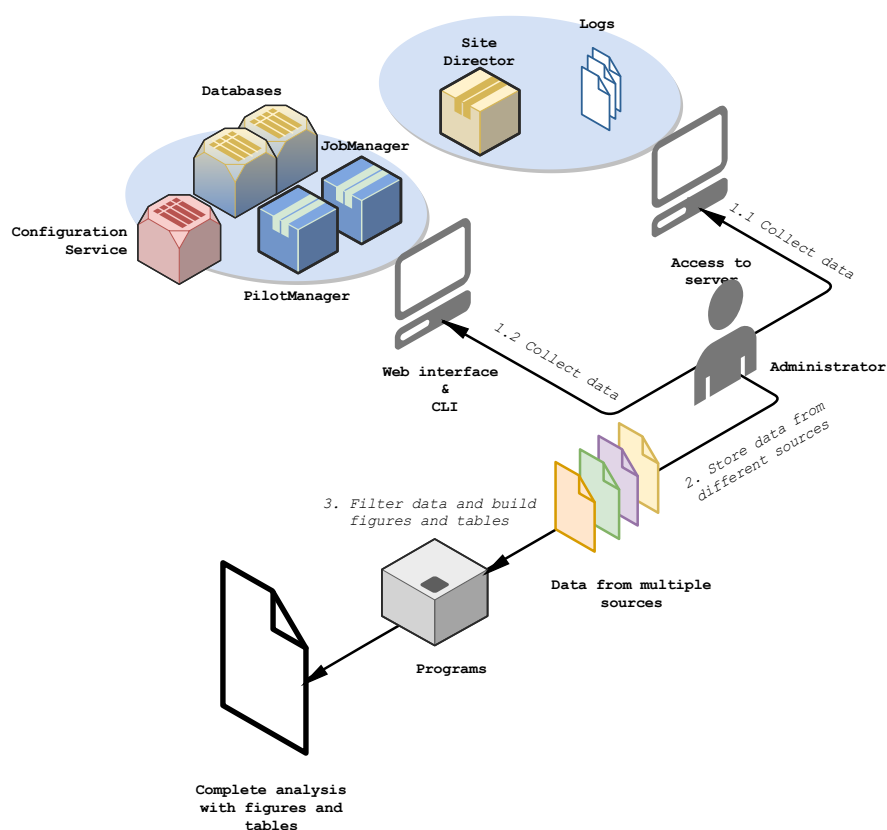 Logs
Site
Director
Databases
JobManager
Configuration
Service
PilotManager
1.1 Collect data
Access to
server
1.2 Collect data
Web interface
&
CLI
Administrator
2. Store data from
different sources
3. Filter data and build
figures and tables
Data from multiple
sources
Programs
Complete analysis
with figures and
tables